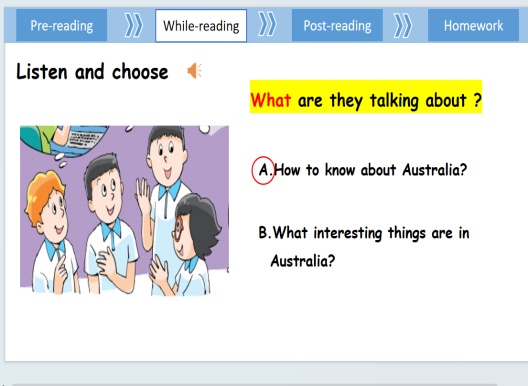 Pre-reading
While-reading
Post-reading
Homework
Listen and choose
What are they talking about ?
A.How to know about Australia?
B.What interesting things are in
Australia?